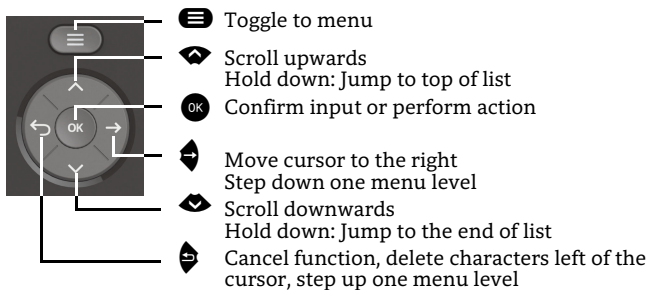 Toggle to menu
Scroll upwards
Hold down: Jump to top of list
OK Confirm input or perform action
OK
Move cursor to the right
Step down one menu level
Scroll downwards
Hold down: Jump to the end of list
Cancel function, delete characters left of the
cursor, step up one menu level